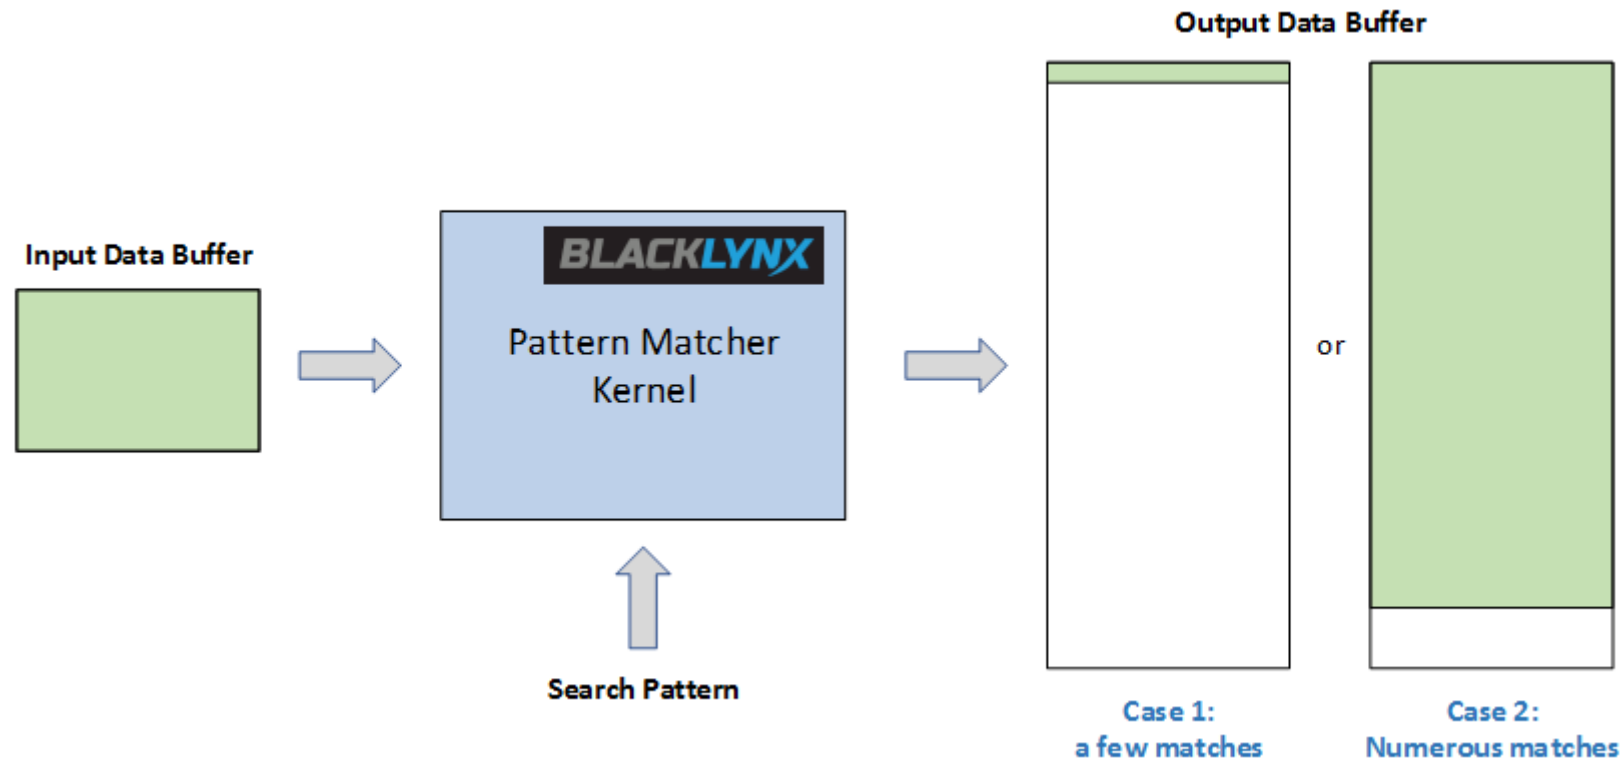 Output Data Buffer
Input Data Buffer
BLACKLYNX
Pattern Matcher
Kernel
or
Search Pattern
Case 1:
a few matches
Case 2:
Numerous matches